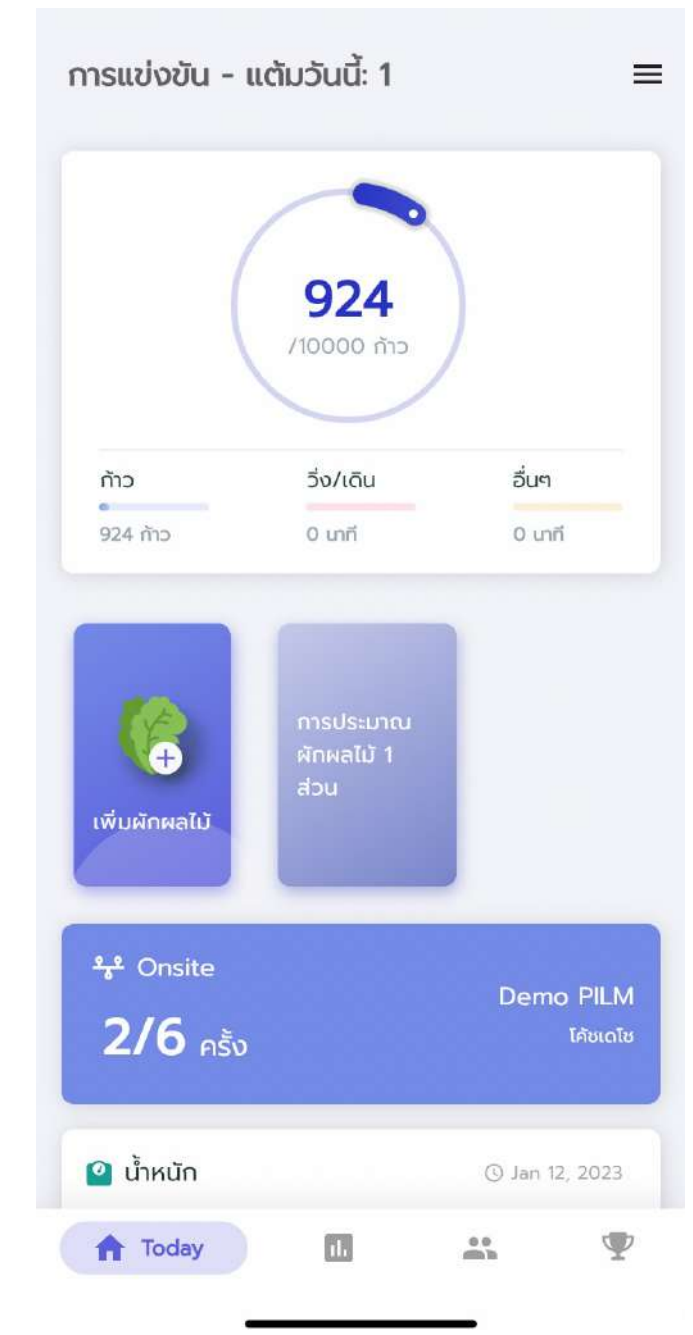 การแข่งขัน - แต้มวันนี้: 1
924
/10000 ก้าว
ก้าว
วิ่ง/เดิน
อื่นๆ
924 ก้าว
0 นาที
0 นาที
เพิ่มผักผลไม้
การประมาณ
ผักผลไม้ 1
ส่วน
Onsite
2/6 ครั้ง
Demo PILM
โค้ชเดโช
น้ำหนัก
Jan 12, 2023
Today